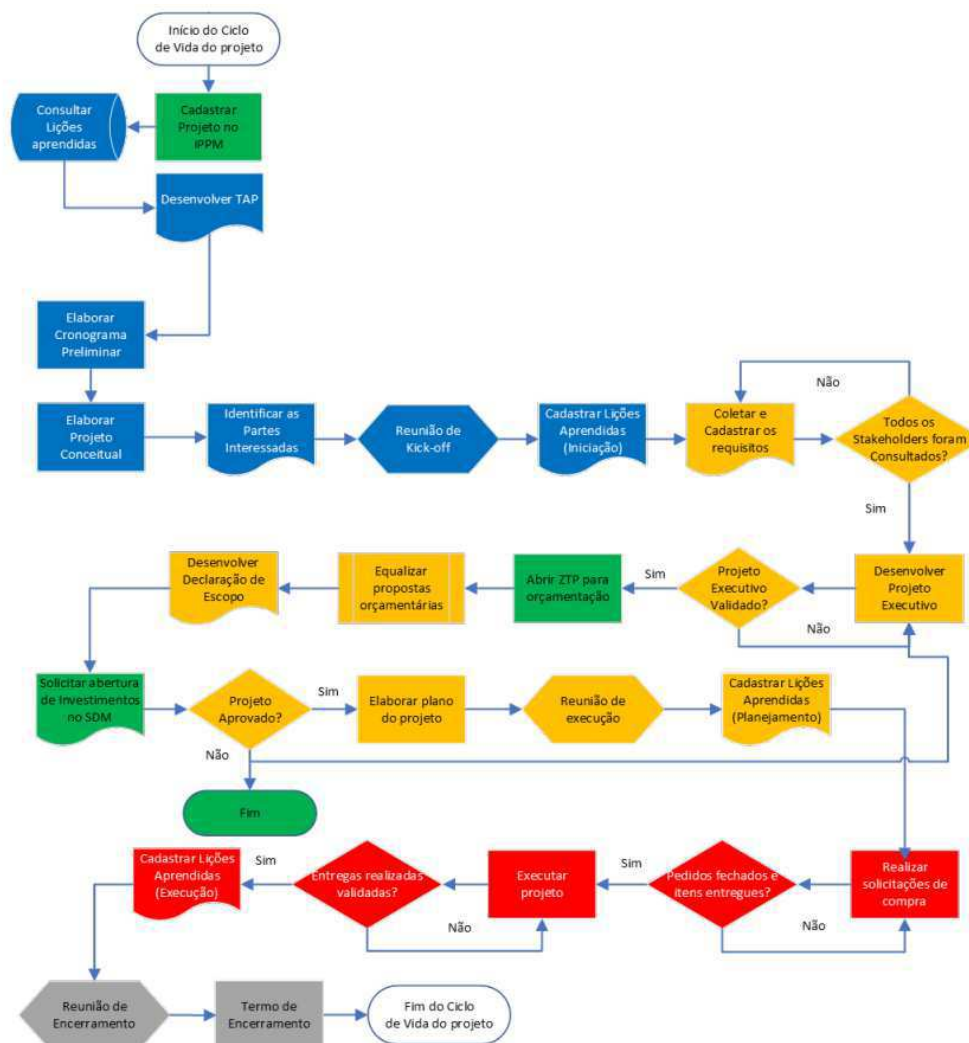 Início do Ciclo
de Vida do projeto
Consultar
Lições
aprendidas
Cadastrar
Projeto no
iPPM
Desenvolver TAP
Elaborar
Cronograma
Preliminar
Elaborar
Projeto
Conceitual
Identificar as
Partes
Interessadas
Reunião de
Kick-off
Cadastrar Lições
Aprendidas
(Iniciação)
Coletar e
Cadastrar os
requisitos
Não
Todos os
Stakeholders foram
Consultados?
Sim
Desenvolver
Projeto
Executivo
Projeto
Executivo
Validado?
Não
Sim
Abrir ZTP para
orçamentação
Equalizar
propostas
orçamentárias
Desenvolver
Declaração de
Escopo
Solicitar abertura
de Investimentos
no SDM
Projeto
Aprovado?
Sim
Não
Fim
Elaborar plano
do projeto
Reunião de
execução
Cadastrar Lições
Aprendidas
(Planejamento)
Realizar
solicitações de
compra
Pedidos fechados e
itens entregues?
Não
Sim
Executar
projeto
Entregas realizadas
validadas?
Não
Sim
Cadastrar Lições
Aprendidas
(Execução)
Reunião de
Encerramento
Termo de
Encerramento
Fim do Ciclo
de Vida do projeto